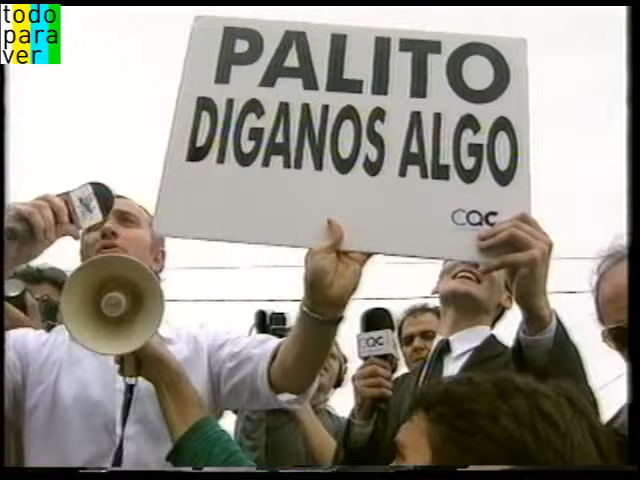 todo
para
ver
PALITO
DIGANOS ALGO
CQC
CQC